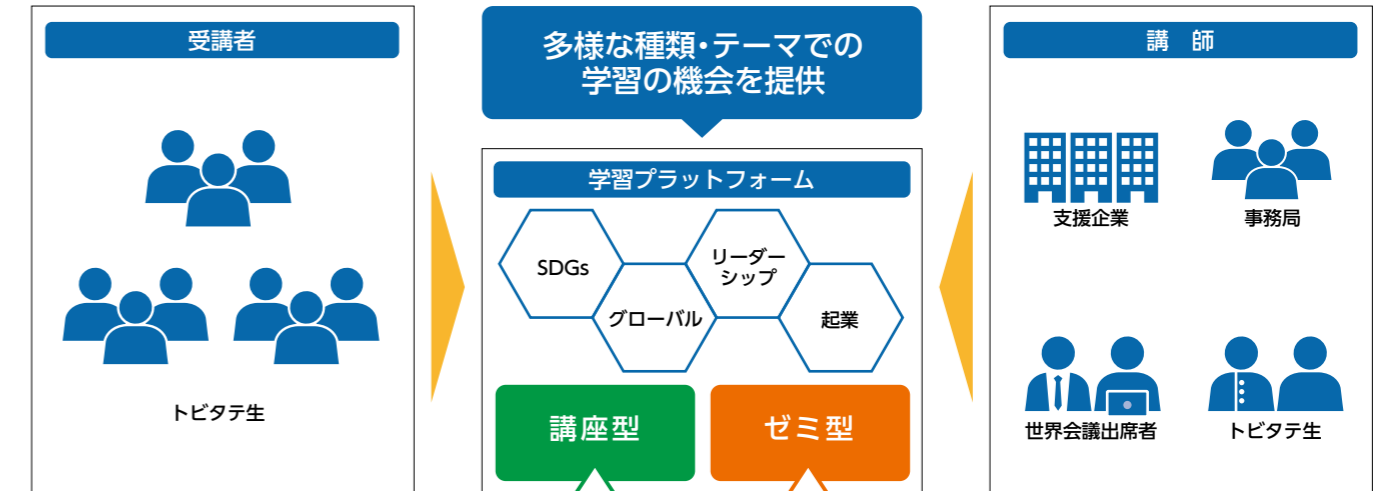 受講者
トビタテ生
多様な種類・テーマでの
学習の機会を提供
学習プラットフォーム
SDGs
グローバル
リーダー
シップ
起業
講座型
ゼミ型
講 師
支援企業
事務局
世界会議出席者
トビタテ生